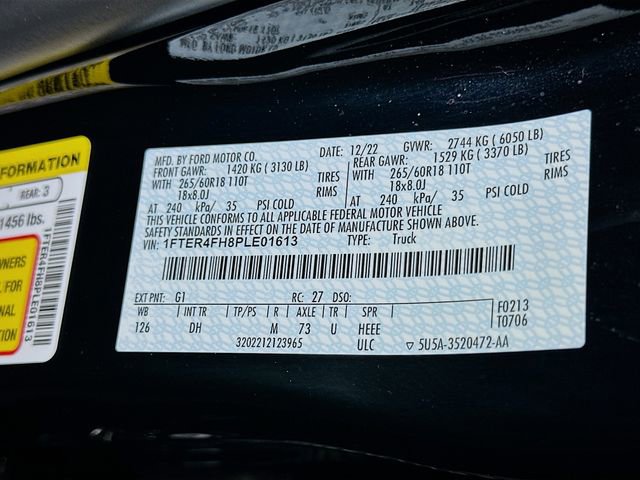 FORMATION
REAR: 3
1456 lbs.
WNERS
L FOR
IONAL
TION
1FTER4FH8PLE01613
MFD. BY FORD MOTOR CO.
DATE: 12/22 GVWR: 2744 KG (6050 LB)
FRONT GAWR: 1420 KG (3130 LB)
REAR GAWR: 1529 KG (3370 LB)
WITH 265/60R18 110T TIRES
18x8.0J RIMS
AT 240 kPa/ 35 PSI COLD
WITH 265/60R18 110T TIRES
18x8.0J RIMS
AT 240 kPa/ 35 PSI COLD
THIS VEHICLE CONFORMS TO ALL APPLICABLE FEDERAL MOTOR VEHICLE
SAFETY STANDARDS IN EFFECT ON THE DATE OF MANUFACTURE SHOWN ABOVE.
VIN: 1FTER4FH8PLE01613 TYPE: Truck
EXT PNT: G1 RC: 27 DSO:
WB INT TR TP/PS R AXLE TR SPR
126 DH M 73 U HEEE
3202212123965 ULC
F0213
T0706
▽ 5U5A-3520472-AA